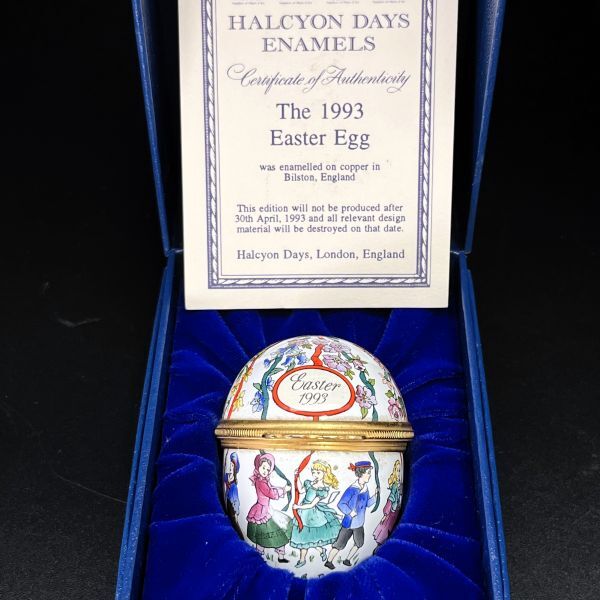 HALCYON DAYS
ENAMELS
Certificate of Authenticity
The 1993
Easter Egg
was enamelled on copper in
Bilston, England
This edition will not be produced after
30th April, 1993 and all relevant design
material will be destroyed on that date.
Halcyon Days, London, England
Easter
1993